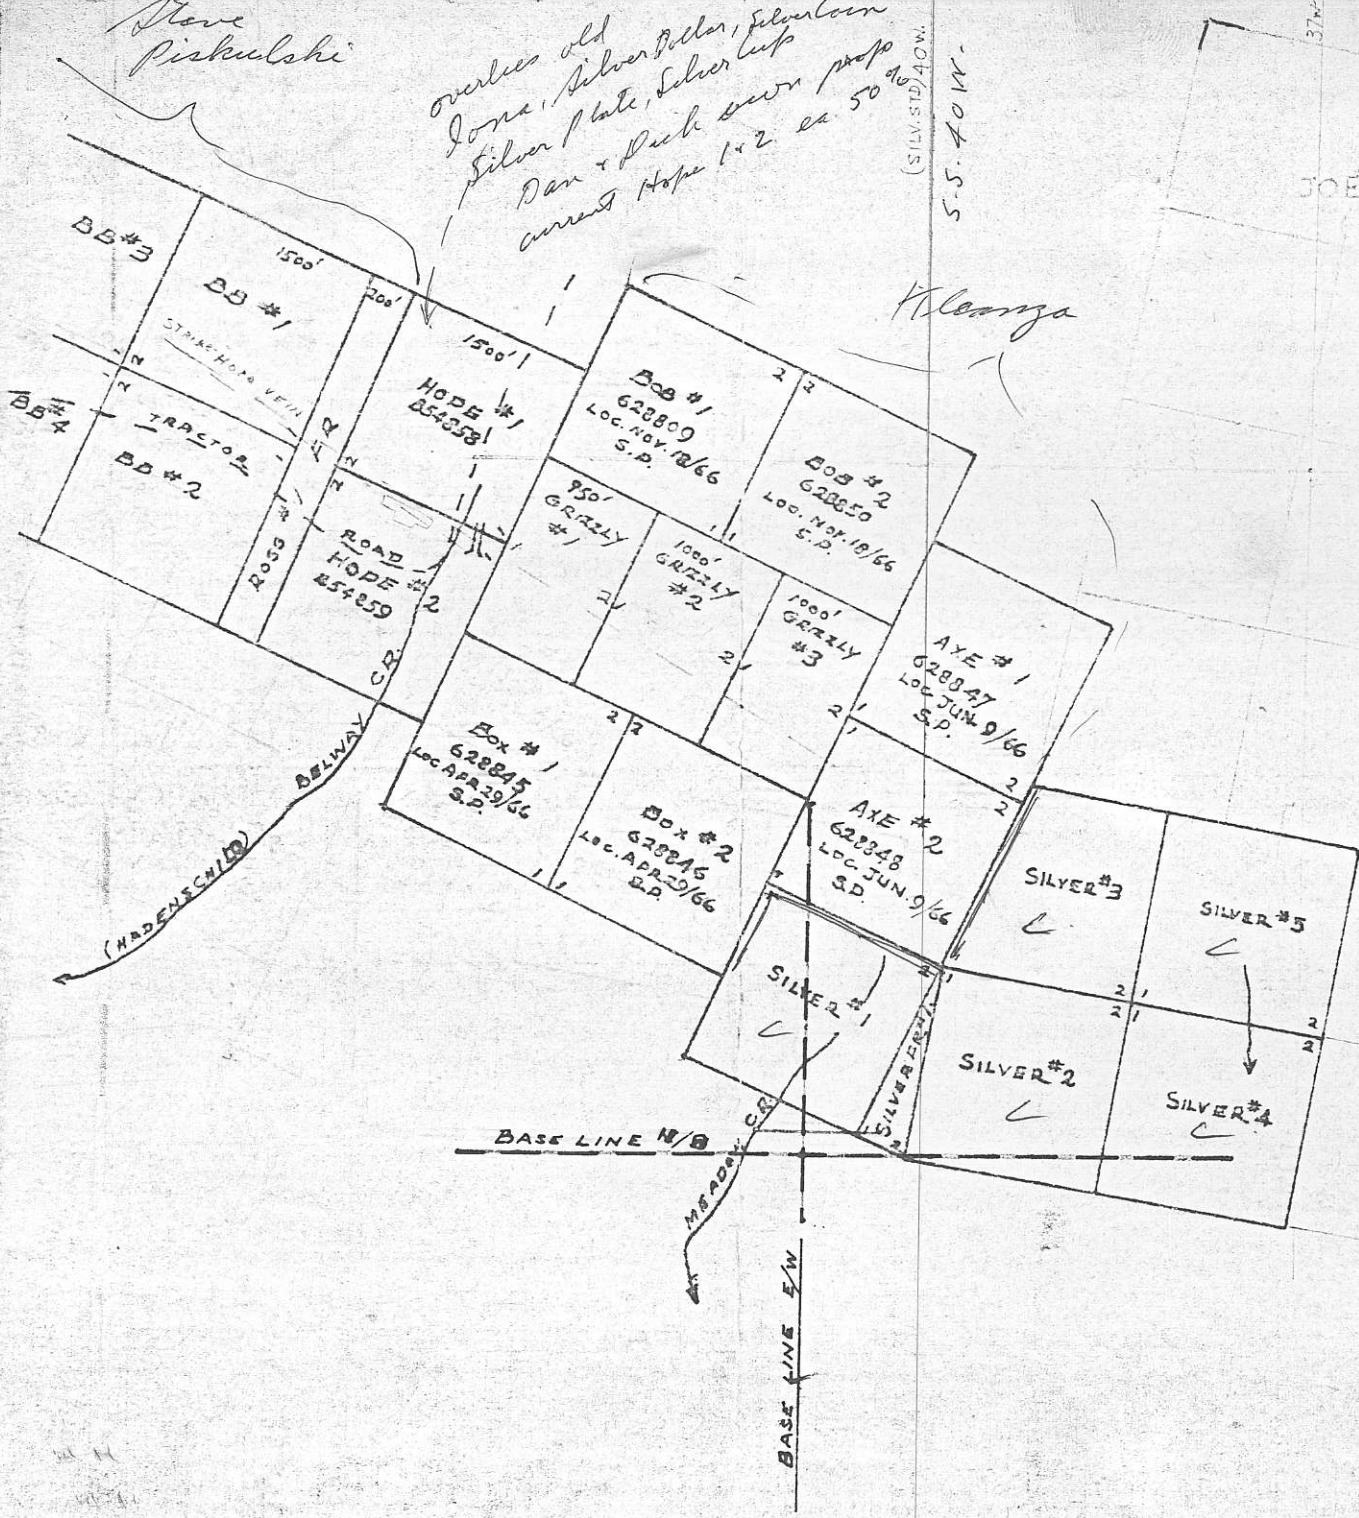 Steve
Piskulski
overlies old
Iona, Silver Dollar, Silver Coin
Silver Plate, Silver Cup
Dan & Dick own props
current Hope 1+2 ea. 50%
(SILV. STD) 40W.
S.S. 40W.
37W
JOE
Kleanza
BB#3
1500'
BB #1
200'
STRIKE HOPE VEIN
1500'
HOPE #1
854858
BB#4
TRACTOR
BB #2
ROSS #1 FR
ROAD
HOPE #2
854859
BOB #1
628809
LOC. NOV. 18/66
S.P.
BOB #2
628850
LOC. NOV. 18/66
S.P.
950'
GRIZZLY
#1
1000'
GRIZZLY
#2
1000'
GRIZZLY
#3
AXE #1
628847
LOC JUN 9/66
S.P.
AXE #2
628848
LOC. JUN. 9/66
S.P.
BOX #1
628845
LOC APR 29/66
S.P.
BOX #2
628846
LOC. APR 29/66
S.P.
BELWAY CR.
(HADENSCHILD)
SILVER #3
C
SILVER #5
C
SILVER #1
C
SILVER FR #1
SILVER #2
C
SILVER #4
C
BASE LINE N/S
MEADOW CR.
BASE LINE E/W